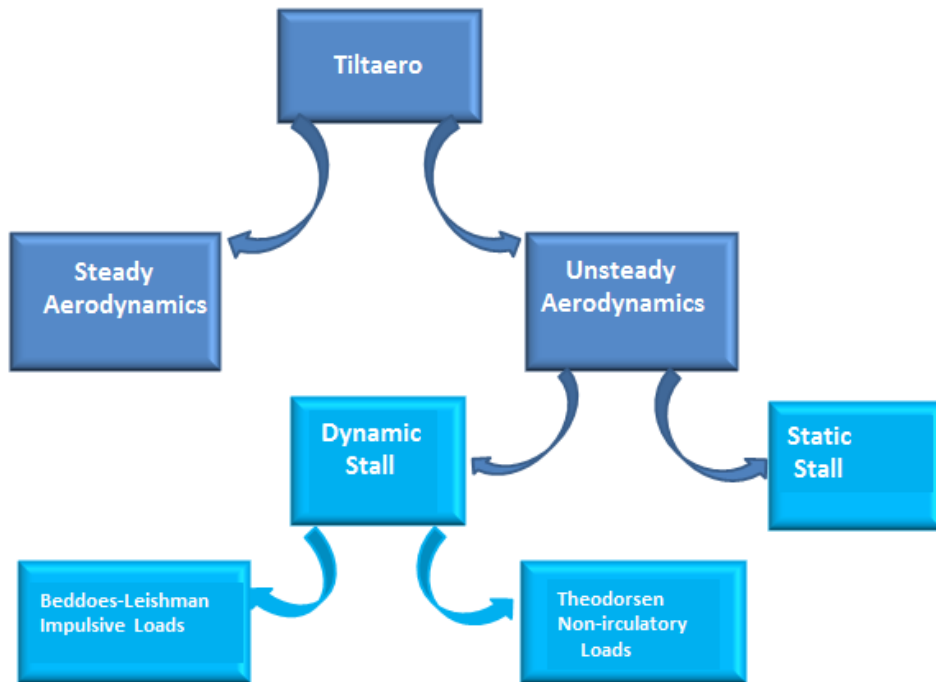 Tiltaero
Steady
Aerodynamics
Unsteady
Aerodynamics
Dynamic
Stall
Static
Stall
Beddoes-Leishman
Impulsive Loads
Theodorsen
Non-irculatory
Loads